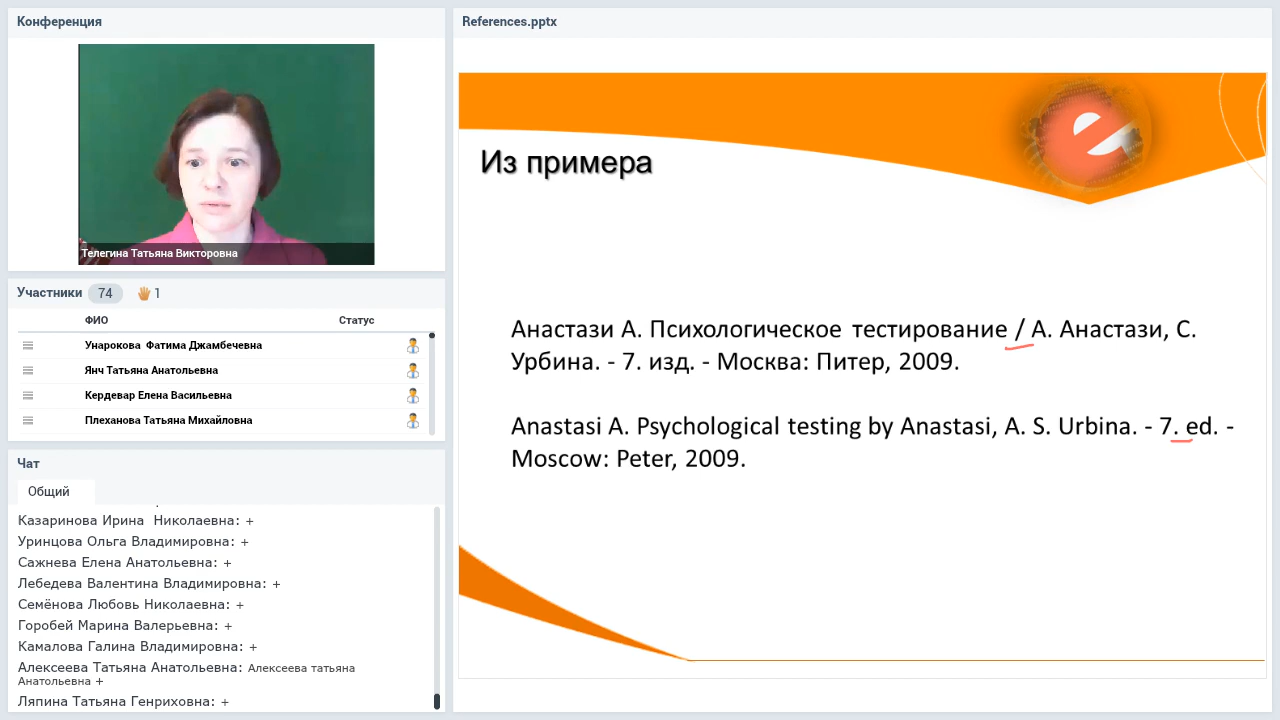 Конференция
Телегина Татьяна Викторовна
Участники 74 1
ФИО Статус
Унарокова Фатима Джамбечевна
Янч Татьяна Анатольевна
Кердевар Елена Васильевна
Плеханова Татьяна Михайловна
Чат
Общий
Казаринова Ирина Николаевна: +
Уринцова Ольга Владимировна: +
Сажнева Елена Анатольевна: +
Лебедева Валентина Владимировна: +
Семёнова Любовь Николаевна: +
Горобей Марина Валерьевна: +
Камалова Галина Владимировна: +
Алексеева Татьяна Анатольевна: Алексеева татьяна
Анатольевна +
Ляпина Татьяна Генриховна: +
References.pptx
Из примера
Анастази А. Психологическое тестирование / А. Анастази, С.
Урбина. - 7. изд. - Москва: Питер, 2009.
Anastasi A. Psychological testing by Anastasi, A. S. Urbina. - 7. ed. -
Moscow: Peter, 2009.